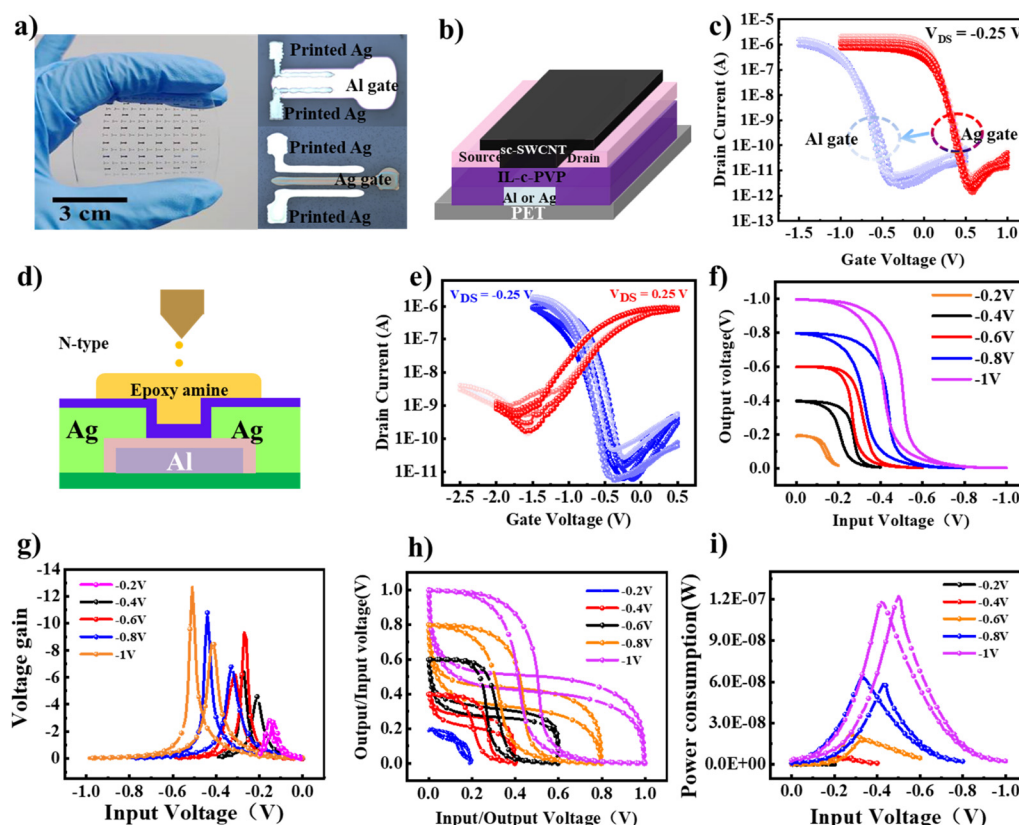 a)
Printed Ag
Al gate
Printed Ag
Printed Ag
Ag gate
Printed Ag
3 cm
b)
sc-SWCNT
Source
Drain
IL-c-PVP
Al or Ag
PET
c)
V_DS = -0.25 V
Al gate
Ag gate
Drain Current (A)
1E-5
1E-6
1E-7
1E-8
1E-9
1E-10
1E-11
1E-12
1E-13
-1.5 -1.0 -0.5 0.0 0.5 1.0
Gate Voltage (V)
d)
N-type
Epoxy amine
Ag
Ag
Al
e)
V_DS = -0.25 V
V_DS = 0.25 V
Drain Current (A)
1E-6
1E-7
1E-8
1E-9
1E-10
1E-11
-2.5 -2.0 -1.5 -1.0 -0.5 0.0 0.5
Gate Voltage (V)
f)
-0.2V
-0.4V
-0.6V
-0.8V
-1V
Output voltage(V)
-1.0
-0.8
-0.6
-0.4
-0.2
0.0
0.0 -0.2 -0.4 -0.6 -0.8 -1.0
Input Voltage（V）
g)
-0.2V
-0.4V
-0.6V
-0.8V
-1V
Voltage gain
-14
-12
-10
-8
-6
-4
-2
0
-1.0 -0.8 -0.6 -0.4 -0.2 0.0
Input Voltage（V）
h)
-0.2V
-0.4V
-0.6V
-0.8V
-1V
Output/Input voltage(V)
1.0
0.8
0.6
0.4
0.2
0.0
0.0 0.2 0.4 0.6 0.8 1.0
Input/Output Voltage（V）
i)
-0.2V
-0.4V
-0.6V
-0.8V
-1V
Power consumption(W)
1.2E-07
9.0E-08
6.0E-08
3.0E-08
0.0E+00
-0.0 -0.2 -0.4 -0.6 -0.8 -1.0
Input Voltage（V）